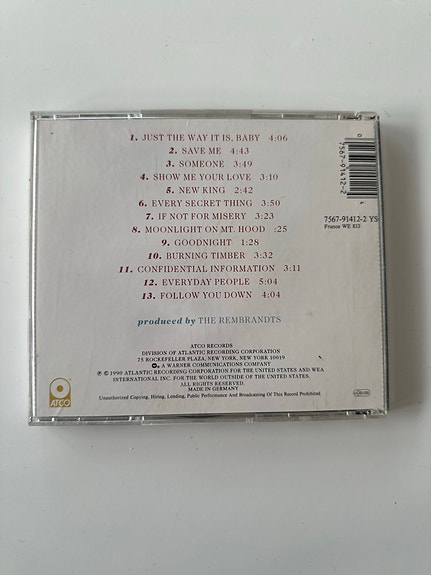 1. JUST THE WAY IT IS, BABY 4:06
2. SAVE ME 4:43
3. SOMEONE 3:49
4. SHOW ME YOUR LOVE 3:10
5. NEW KING 2:42
6. EVERY SECRET THING 3:50
7. IF NOT FOR MISERY 3:23
8. MOONLIGHT ON MT. HOOD :25
9. GOODNIGHT 1:28
10. BURNING TIMBER 3:32
11. CONFIDENTIAL INFORMATION 3:11
12. EVERYDAY PEOPLE 5:04
13. FOLLOW YOU DOWN 4:04
produced by THE REMBRANDTS
0
7567-91412-2
4
7567-91412-2 YS
France WE 835
ATCO RECORDS
DIVISION OF ATLANTIC RECORDING CORPORATION
75 ROCKEFELLER PLAZA, NEW YORK, NEW YORK 10019
A WARNER COMMUNICATIONS COMPANY
℗ © 1990 ATLANTIC RECORDING CORPORATION FOR THE UNITED STATES AND WEA
INTERNATIONAL INC. FOR THE WORLD OUTSIDE OF THE UNITED STATES.
ALL RIGHTS RESERVED.
MADE IN GERMANY
Unauthorized Copying, Hiring, Lending, Public Performance And Broadcasting Of This Record Prohibited.
ATCO